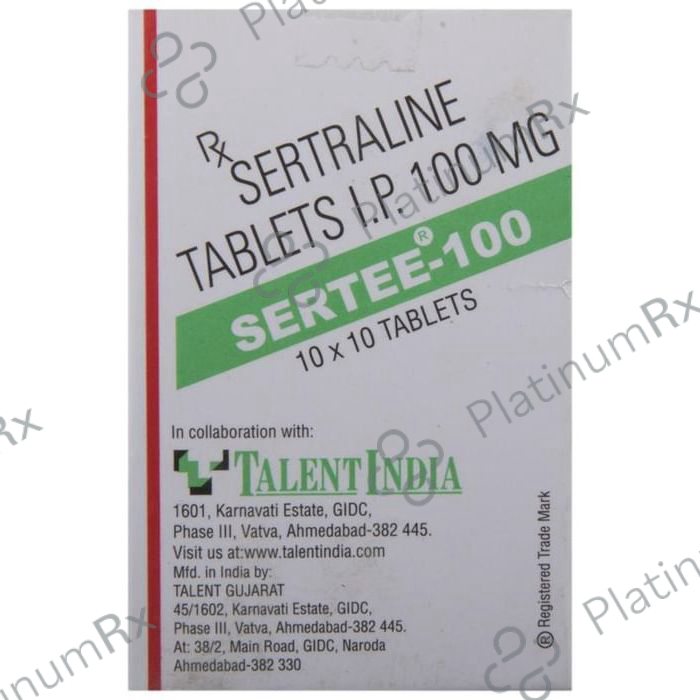 Rx SERTRALINE
TABLETS I.P. 100 MG
SERTEE®-100
10 x 10 TABLETS
In collaboration with:
TALENT INDIA
1601, Karnavati Estate, GIDC,
Phase III, Vatva, Ahmedabad-382 445.
Visit us at:www.talentindia.com
Mfd. in India by:
TALENT GUJARAT
45/1602, Karnavati Estate, GIDC,
Phase III, Vatva, Ahmedabad-382 445.
At: 38/2, Main Road, GIDC, Naroda
Ahmedabad-382 330
® Registered Trade Mark
PlatinumRx
PlatinumRx
PlatinumRx
PlatinumRx